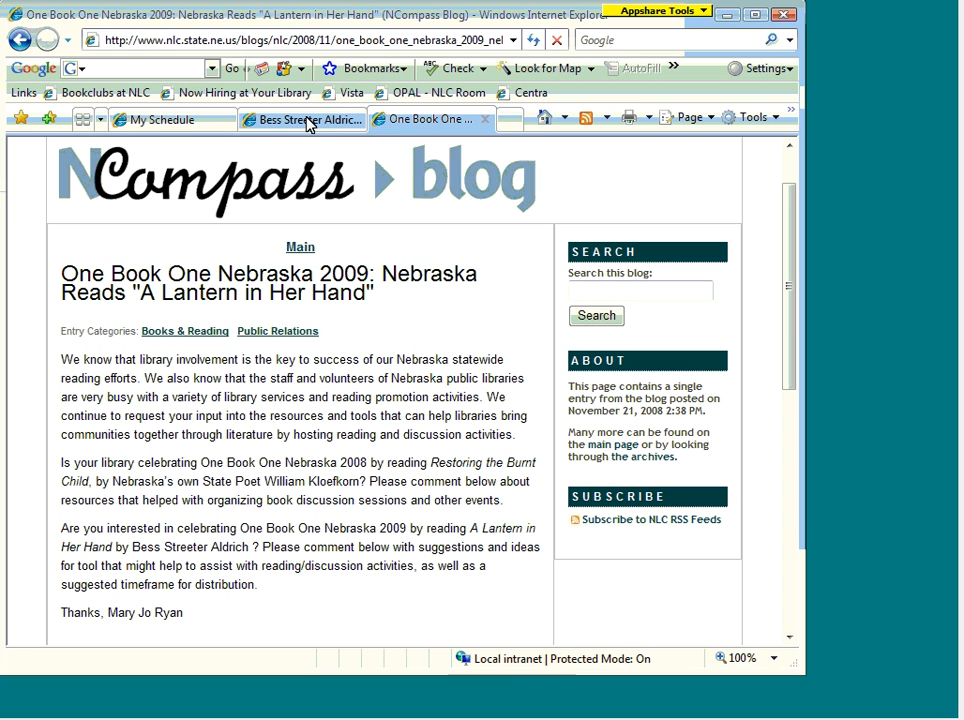 One Book One Nebraska 2009: Nebraska Reads "A Lantern in Her Hand" (NCompass Blog) - Windows Internet Explorer
Appshare Tools
http://www.nlc.state.ne.us/blogs/nlc/2008/11/one_book_one_nebraska_2009_nel
Google
Google G Go Bookmarks ABC Check Look for Map AutoFill » Settings
Links Bookclubs at NLC Now Hiring at Your Library Vista OPAL - NLC Room Centra
My Schedule Bess Streeter Aldric... One Book One ... Page Tools »
NCompass blog
Main
One Book One Nebraska 2009: Nebraska
Reads "A Lantern in Her Hand"
Entry Categories: Books & Reading Public Relations
We know that library involvement is the key to success of our Nebraska statewide
reading efforts. We also know that the staff and volunteers of Nebraska public libraries
are very busy with a variety of library services and reading promotion activities. We
continue to request your input into the resources and tools that can help libraries bring
communities together through literature by hosting reading and discussion activities.
Is your library celebrating One Book One Nebraska 2008 by reading Restoring the Burnt
Child, by Nebraska's own State Poet William Kloefkorn? Please comment below about
resources that helped with organizing book discussion sessions and other events.
Are you interested in celebrating One Book One Nebraska 2009 by reading A Lantern in
Her Hand by Bess Streeter Aldrich ? Please comment below with suggestions and ideas
for tool that might help to assist with reading/discussion activities, as well as a
suggested timeframe for distribution.
Thanks, Mary Jo Ryan
SEARCH
Search this blog:
Search
ABOUT
This page contains a single
entry from the blog posted on
November 21, 2008 2:38 PM.
Many more can be found on
the main page or by looking
through the archives.
SUBSCRIBE
Subscribe to NLC RSS Feeds
Local intranet | Protected Mode: On
100%